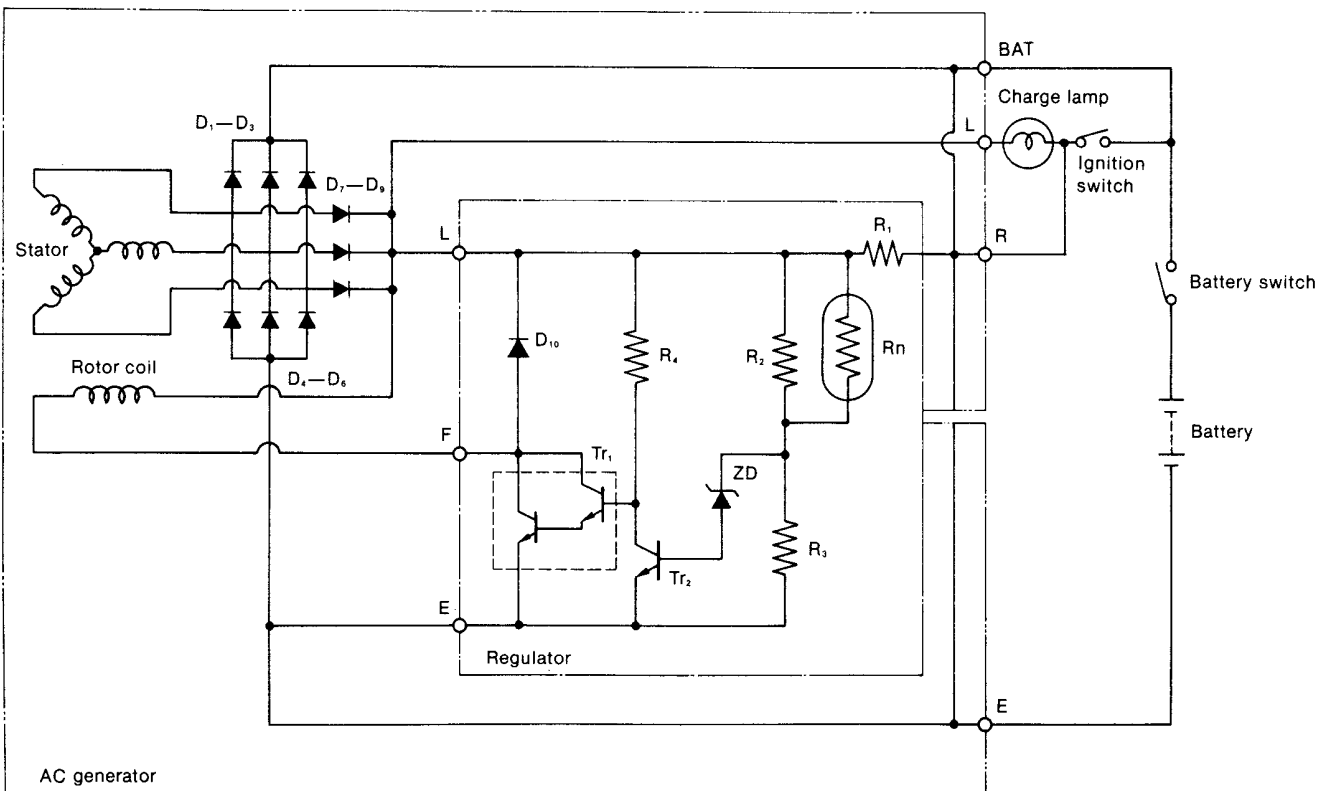 BAT
Charge lamp
D₁—D₃
L
Ignition
switch
D₇—D₉
R₁
L
R
Stator
Battery switch
D₁₀
R₄
R₂
Rn
Rotor coil
D₄—D₆
F
Tr₁
ZD
Battery
R₃
Tr₂
E
Regulator
E
AC generator